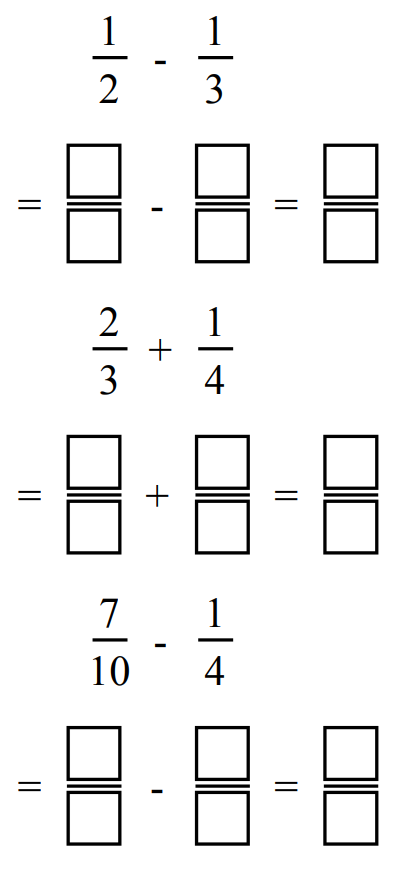 1/2 - 1/3
= □/□ - □/□ = □/□
2/3 + 1/4
= □/□ + □/□ = □/□
7/10 - 1/4
= □/□ - □/□ = □/□